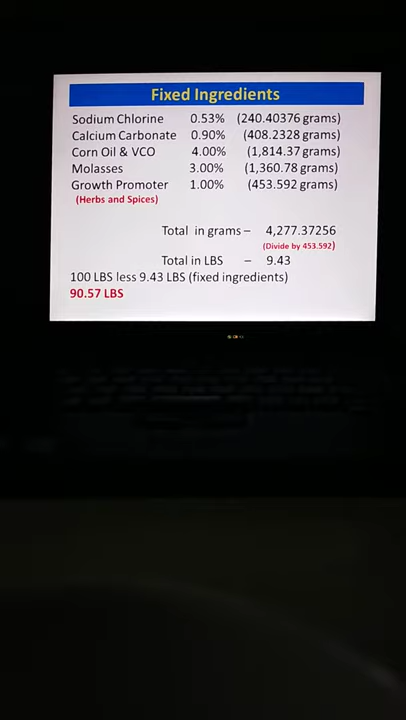 Fixed Ingredients
Sodium Chlorine 0.53% (240.40376 grams)
Calcium Carbonate 0.90% (408.2328 grams)
Corn Oil & VCO 4.00% (1,814.37 grams)
Molasses 3.00% (1,360.78 grams)
Growth Promoter 1.00% (453.592 grams)
(Herbs and Spices)
Total in grams – 4,277.37256
(Divide by 453.592)
Total in LBS – 9.43
100 LBS less 9.43 LBS (fixed ingredients)
90.57 LBS